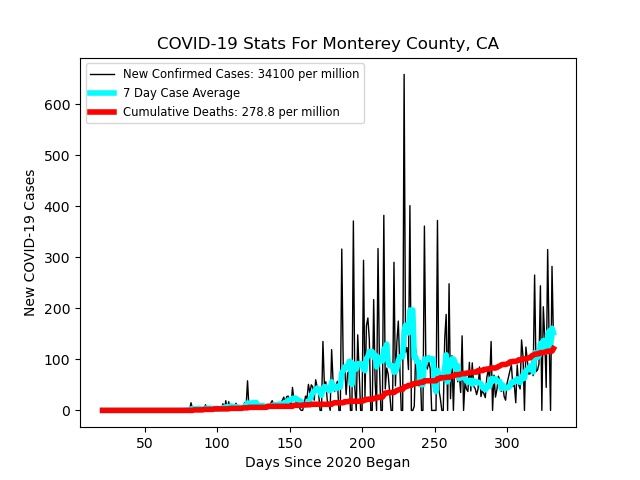 COVID-19 Stats For Monterey County, CA
New Confirmed Cases: 34100 per million
7 Day Case Average
Cumulative Deaths: 278.8 per million
New COVID-19 Cases
600
500
400
300
200
100
0
50 100 150 200 250 300
Days Since 2020 Began